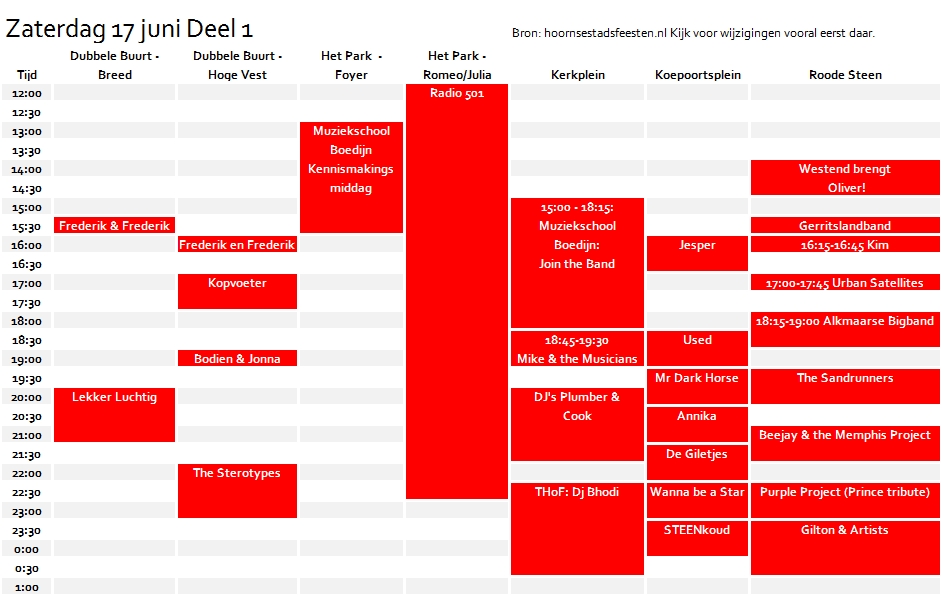 Zaterdag 17 juni Deel 1
Bron: hoornsestadsfeesten.nl Kijk voor wijzigingen vooral eerst daar.
Tijd
Dubbele Buurt -
Breed
Dubbele Buurt -
Hoge Vest
Het Park -
Foyer
Het Park -
Romeo/Julia
Kerkplein
Koepoortsplein
Roode Steen
12:00
Radio 501
12:30
13:00
Muziekschool
13:30
Boedijn
14:00
Kennismakings
Westend brengt
14:30
middag
Oliver!
15:00
15:00 - 18:15:
15:30
Frederik & Frederik
Muziekschool
Gerritslandband
16:00
Frederik en Frederik
Boedijn:
Jesper
16:15-16:45 Kim
16:30
Join the Band
17:00
Kopvoeter
17:00-17:45 Urban Satellites
17:30
18:00
18:15-19:00 Alkmaarse Bigband
18:30
18:45-19:30
Used
19:00
Bodien & Jonna
Mike & the Musicians
19:30
Mr Dark Horse
The Sandrunners
20:00
Lekker Luchtig
DJ's Plumber &
20:30
Cook
Annika
21:00
Beejay & the Memphis Project
21:30
De Giletjes
22:00
The Sterotypes
22:30
THoF: Dj Bhodi
Wanna be a Star
Purple Project (Prince tribute)
23:00
23:30
STEENkoud
Gilton & Artists
0:00
0:30
1:00